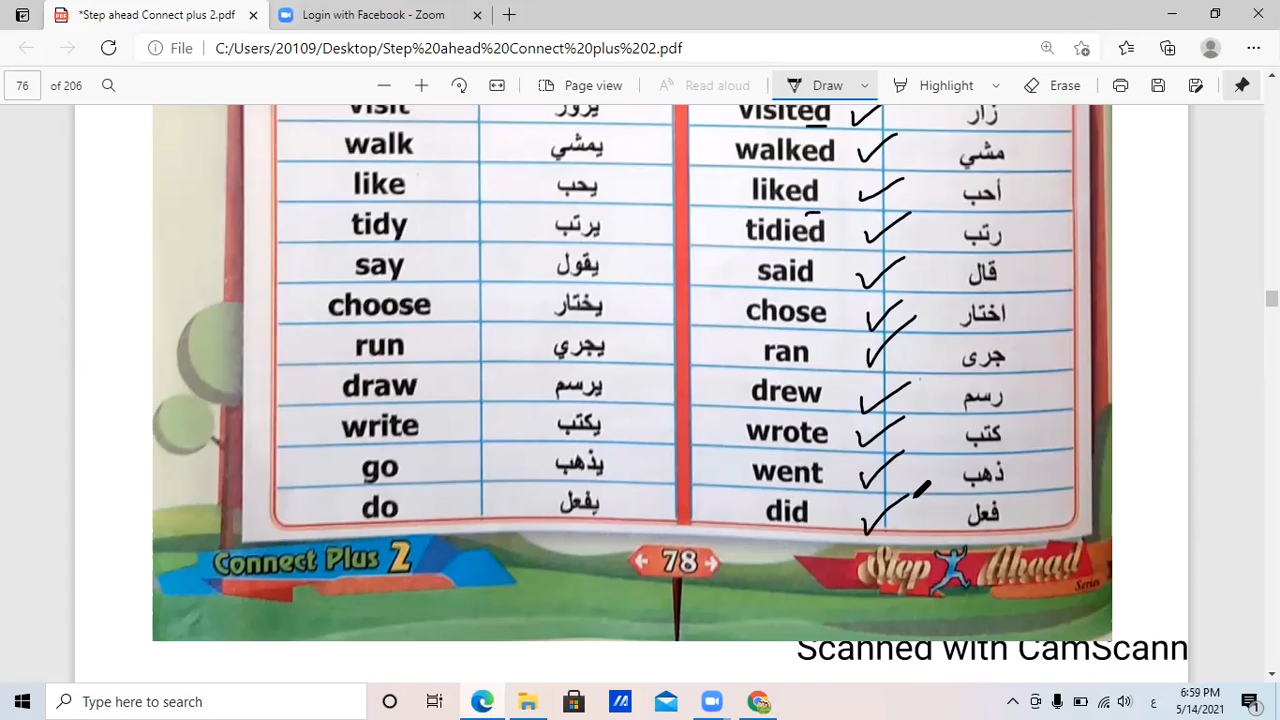 *Step ahead Connect plus 2.pdf
Login with Facebook - Zoom
File C:/Users/20109/Desktop/Step%20ahead%20Connect%20plus%202.pdf
76 of 206 Page view Read aloud Draw Highlight Erase
visit يزور visited زار
walk يمشي walked مشي
like يحب liked أحب
tidy يرتب tidied رتب
say يقول said قال
choose يختار chose اختار
run يجري ran جرى
draw يرسم drew رسم
write يكتب wrote كتب
go يذهب went ذهب
do يفعل did فعل
Connect Plus 2 78 Step Ahead Series
Scanned with CamScann
Type here to search
ع 6:59 PM
5/14/2021
1